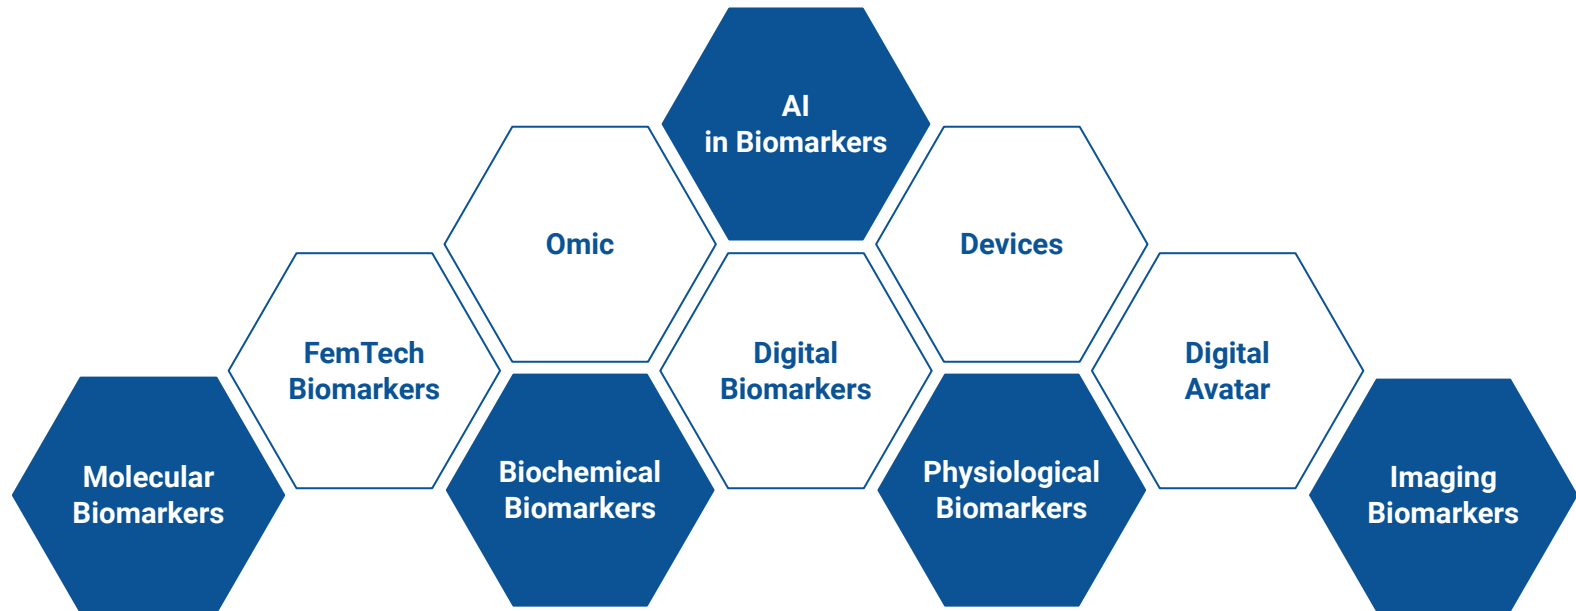 AI
in Biomarkers
Omic
Devices
FemTech
Biomarkers
Digital
Biomarkers
Digital
Avatar
Molecular
Biomarkers
Biochemical
Biomarkers
Physiological
Biomarkers
Imaging
Biomarkers